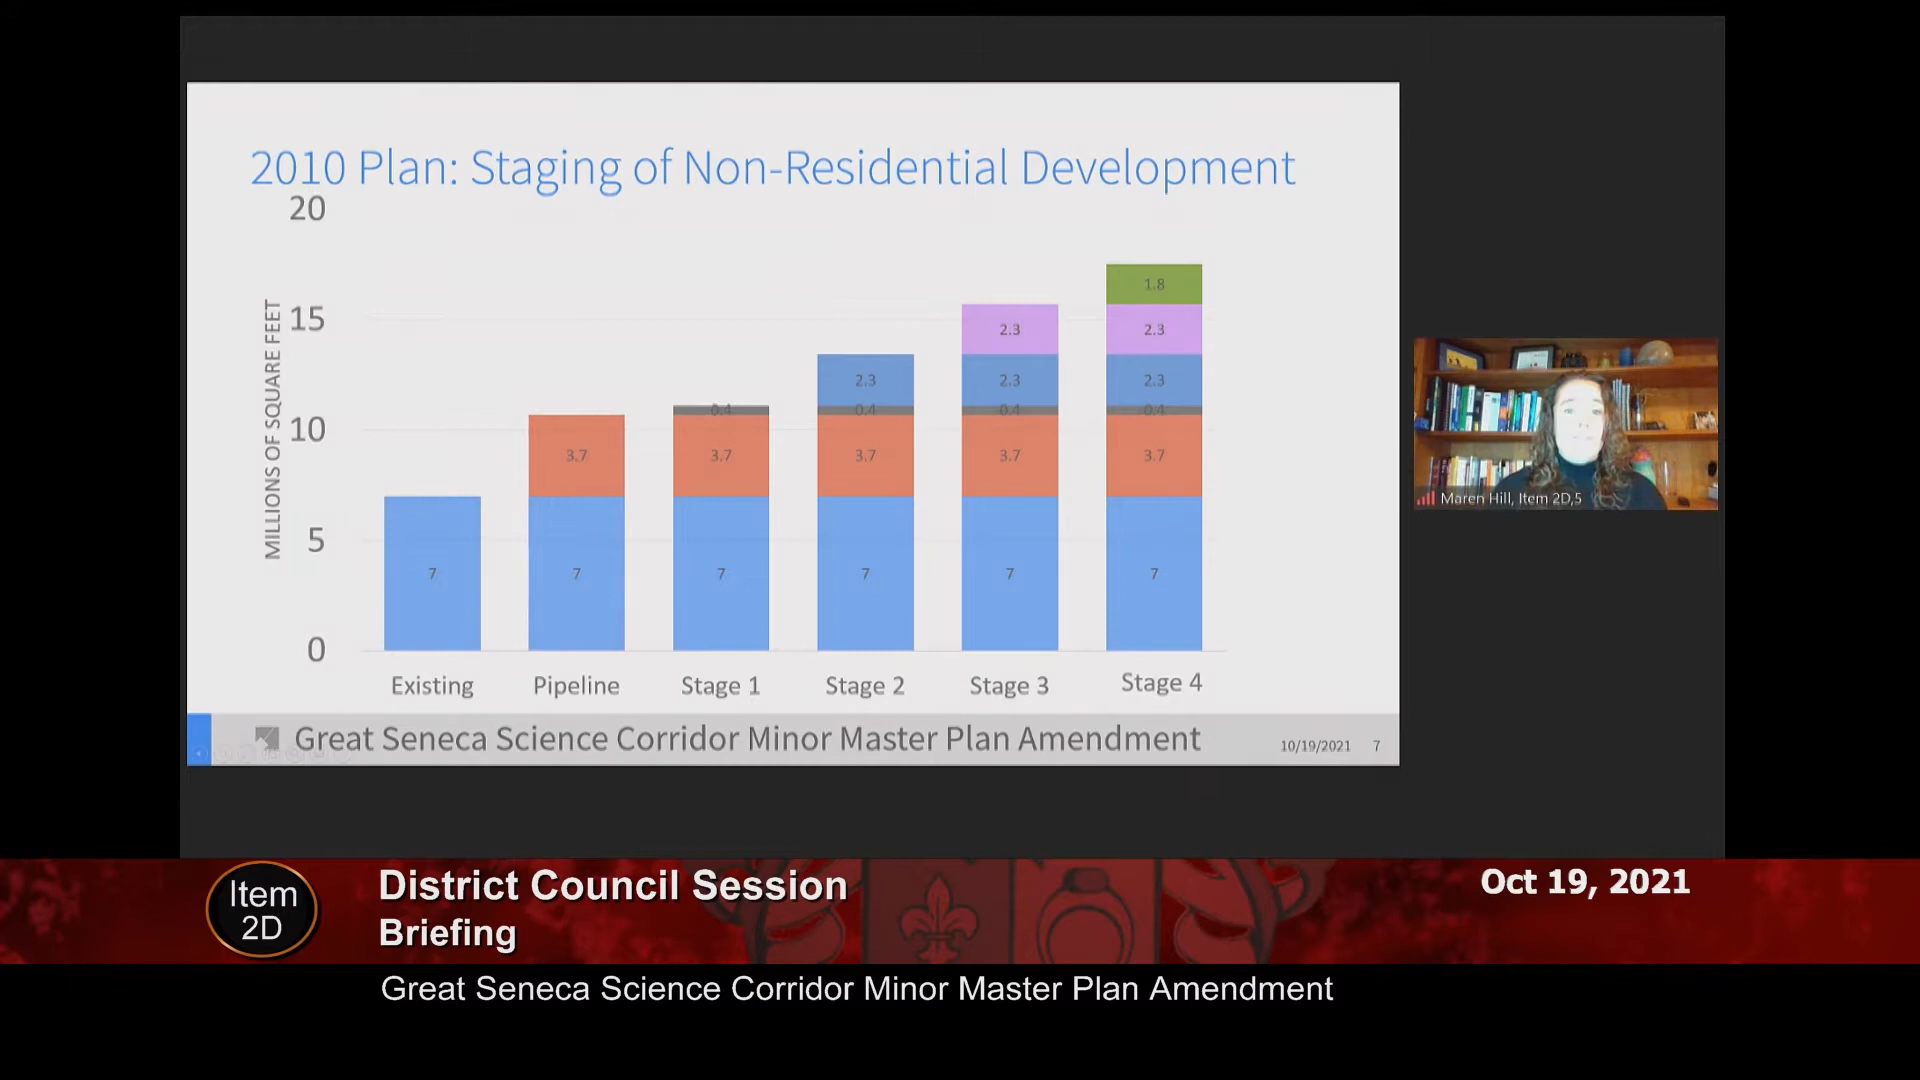 2010 Plan: Staging of Non-Residential Development
20
15
10
5
0
MILLIONS OF SQUARE FEET
1.8
2.3
2.3
2.3
2.3
2.3
0.4
0.4
0.4
0.4
3.7
3.7
3.7
3.7
3.7
7
7
7
7
7
7
Existing
Pipeline
Stage 1
Stage 2
Stage 3
Stage 4
Great Seneca Science Corridor Minor Master Plan Amendment
10/19/2021 7
Maren Hill, Item 2D,5
Item
2D
District Council Session
Briefing
Oct 19, 2021
Great Seneca Science Corridor Minor Master Plan Amendment